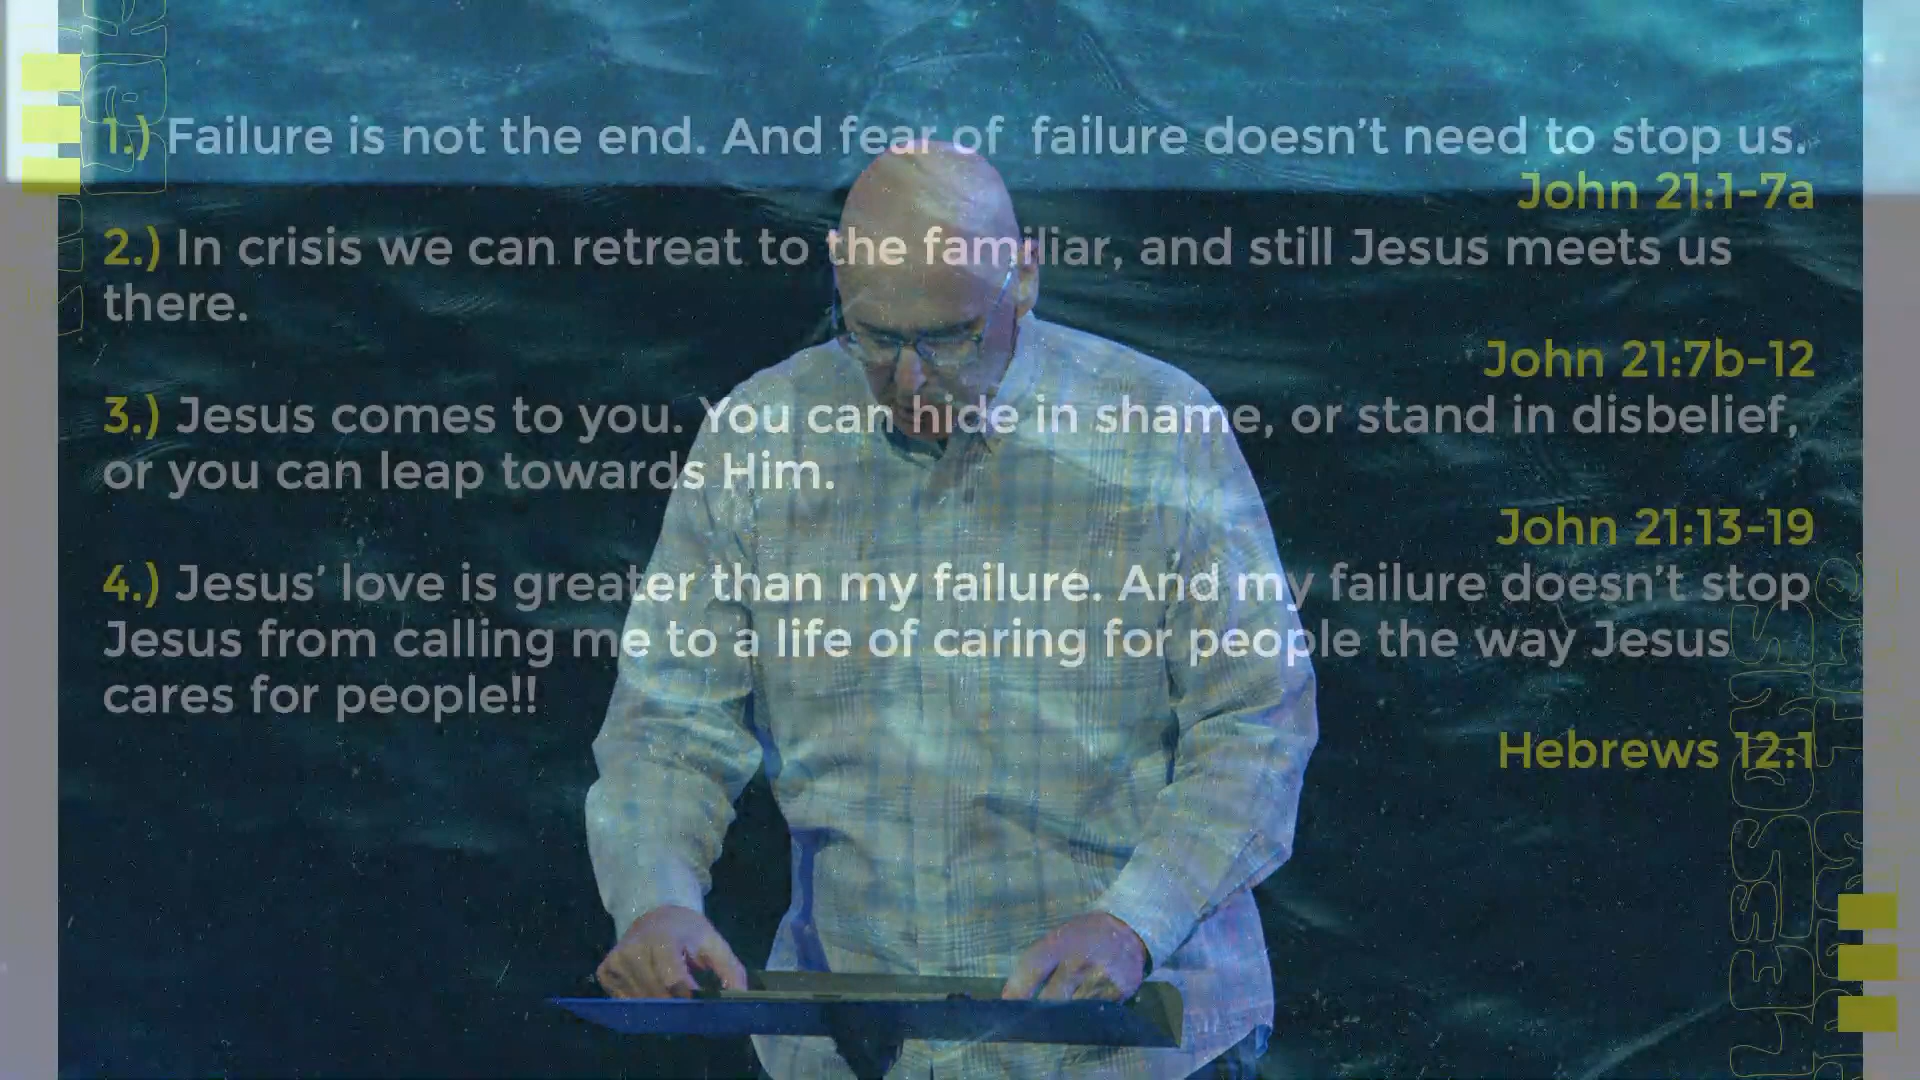 1.) Failure is not the end. And fear of  failure doesn't need to stop us.
John 21:1-7a
2.) In crisis we can retreat to the familiar, and still Jesus meets us
there.
John 21:7b-12
3.) Jesus comes to you. You can hide in shame, or stand in disbelief,
or you can leap towards Him.
John 21:13-19
4.) Jesus' love is greater than my failure. And my failure doesn't stop
Jesus from calling me to a life of caring for people the way Jesus
cares for people!!
Hebrews 12:1
LESSONS
FROM THE